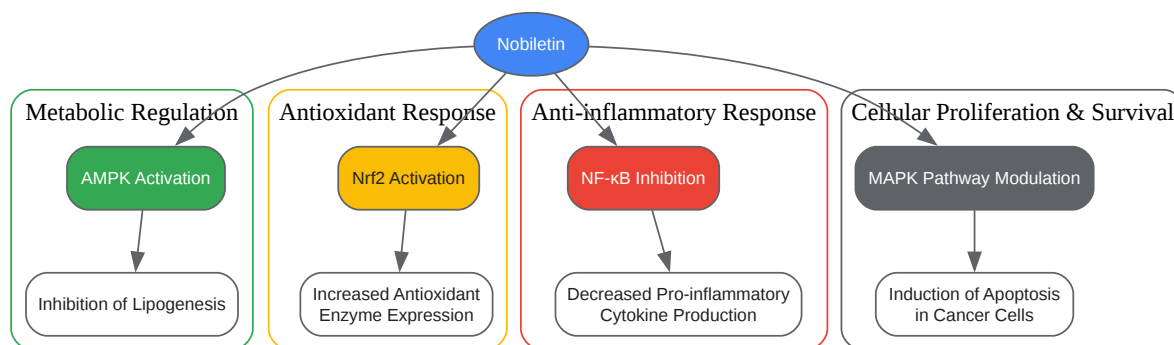 Nobiletin
Metabolic Regulation
Antioxidant Response
Anti-inflammatory Response
Cellular Proliferation & Survival
AMPK Activation
Nrf2 Activation
NF-κB Inhibition
MAPK Pathway Modulation
Inhibition of Lipogenesis
Increased Antioxidant
Enzyme Expression
Decreased Pro-inflammatory
Cytokine Production
Induction of Apoptosis
in Cancer Cells